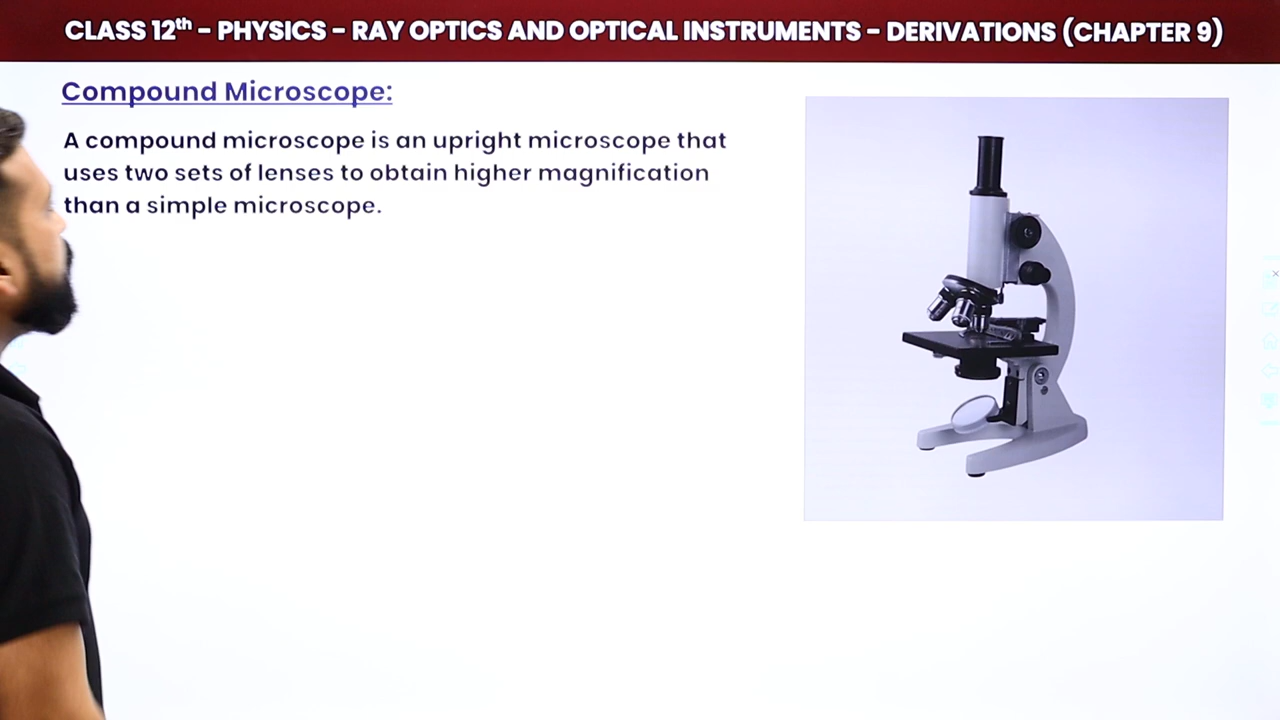 CLASS 12th - PHYSICS - RAY OPTICS AND OPTICAL INSTRUMENTS - DERIVATIONS (CHAPTER 9)
Compound Microscope:
A compound microscope is an upright microscope that
uses two sets of lenses to obtain higher magnification
than a simple microscope.